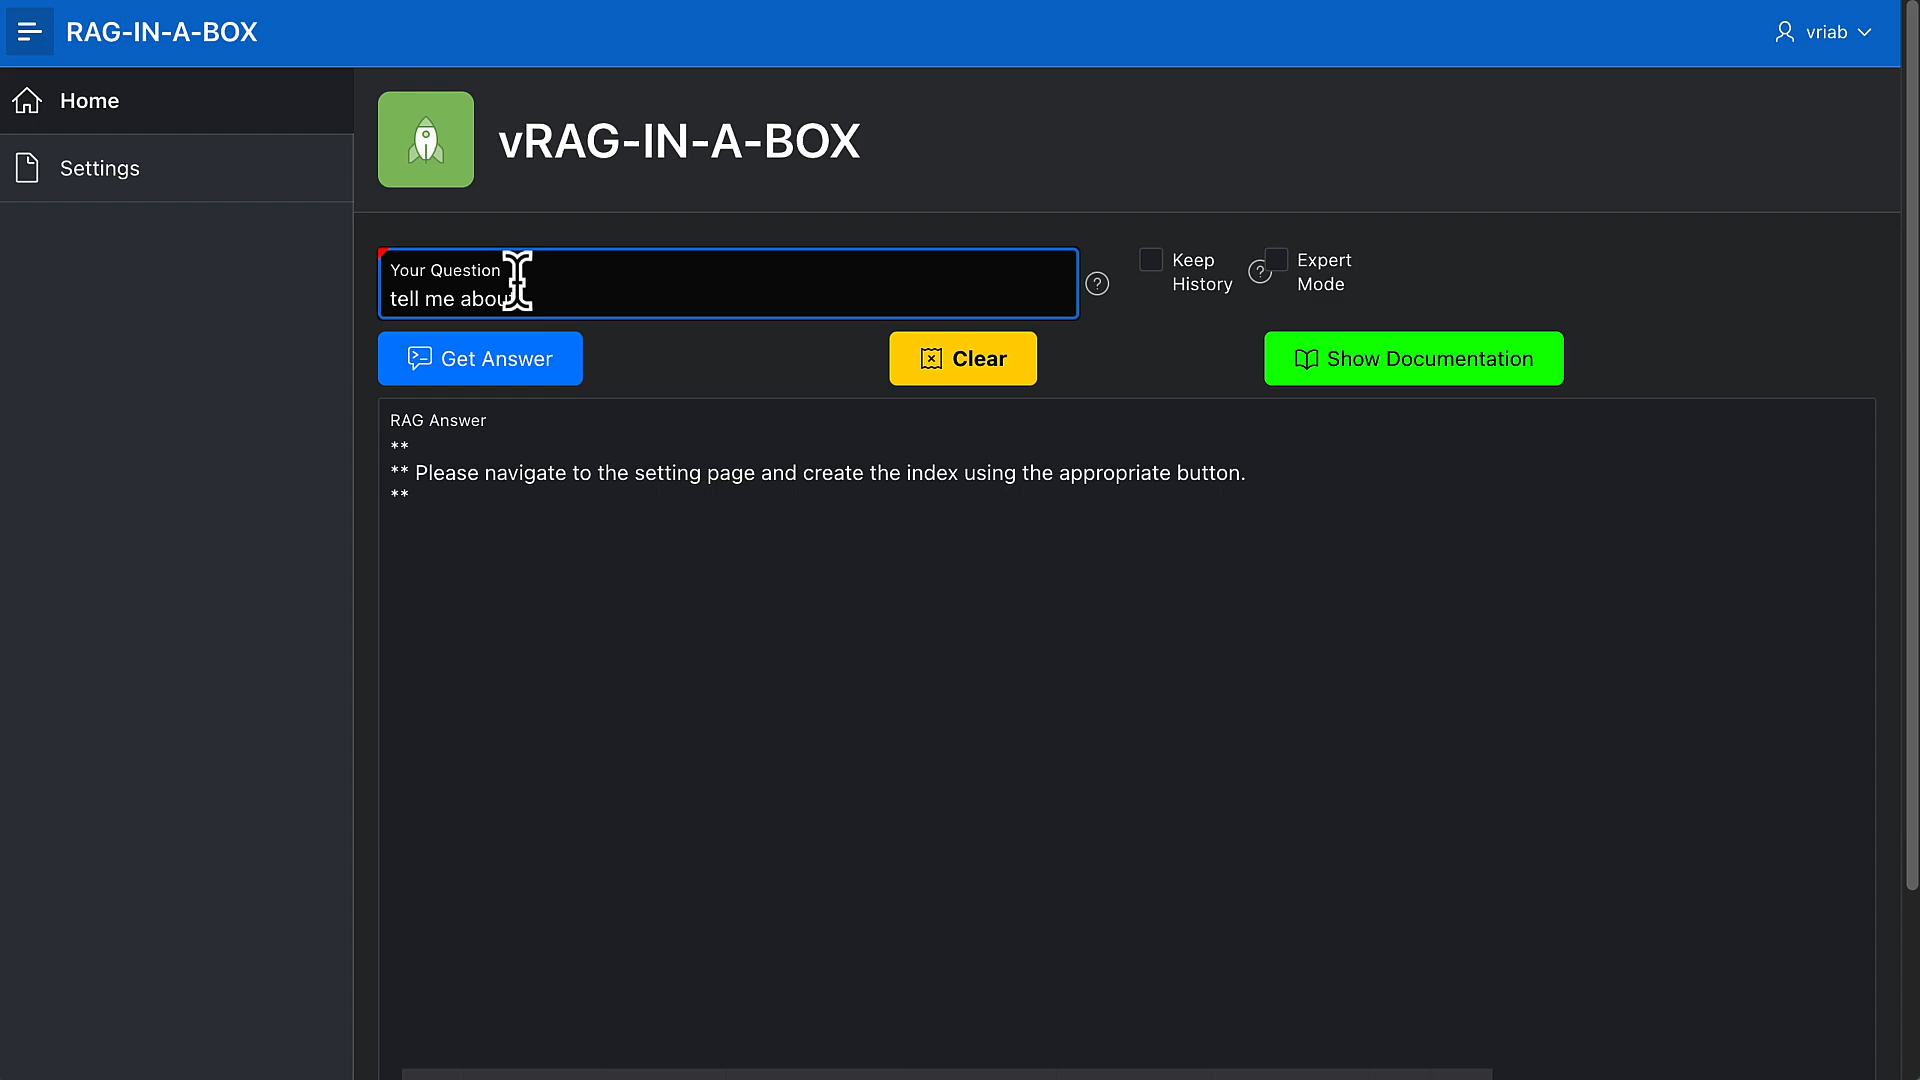 RAG-IN-A-BOX
vriab
Home
Settings
vRAG-IN-A-BOX
Your Question
tell me about
Keep
History
Expert
Mode
Get Answer
Clear
Show Documentation
RAG Answer
**
** Please navigate to the setting page and create the index using the appropriate button.
**